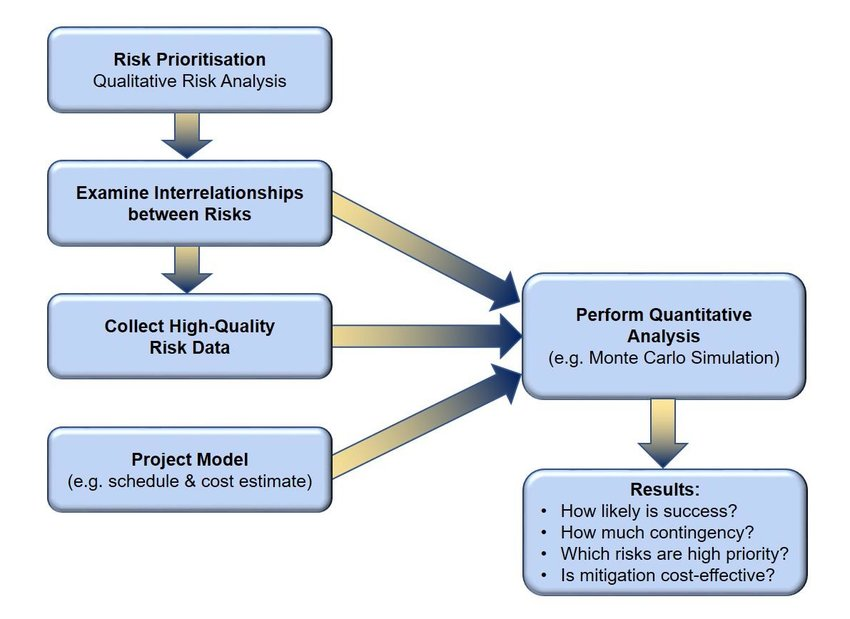 Risk Prioritisation
Qualitative Risk Analysis
Examine Interrelationships
between Risks
Collect High-Quality
Risk Data
Project Model
(e.g. schedule & cost estimate)
Perform Quantitative
Analysis
(e.g. Monte Carlo Simulation)
Results:
• How likely is success?
• How much contingency?
• Which risks are high priority?
• Is mitigation cost-effective?